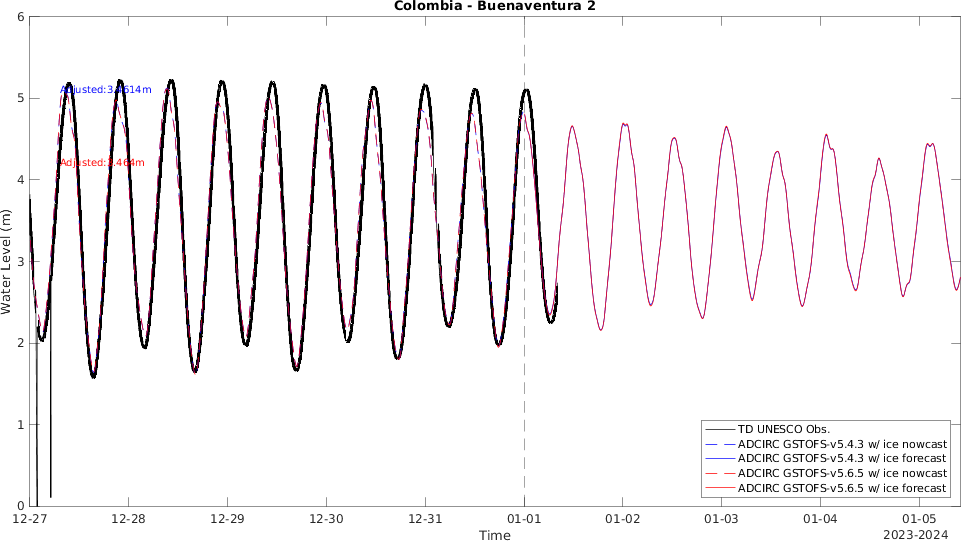 Colombia - Buenaventura 2
6
5
4
3
2
1
0
Water Level (m)
Adjusted:3.4614m
Adjusted:3.464m
12-27
12-28
12-29
12-30
12-31
01-01
01-02
01-03
01-04
01-05
Time
2023-2024
TD UNESCO Obs.
ADCIRC GSTOFS-v5.4.3 w/ ice nowcast
ADCIRC GSTOFS-v5.4.3 w/ ice forecast
ADCIRC GSTOFS-v5.6.5 w/ ice nowcast
ADCIRC GSTOFS-v5.6.5 w/ ice forecast